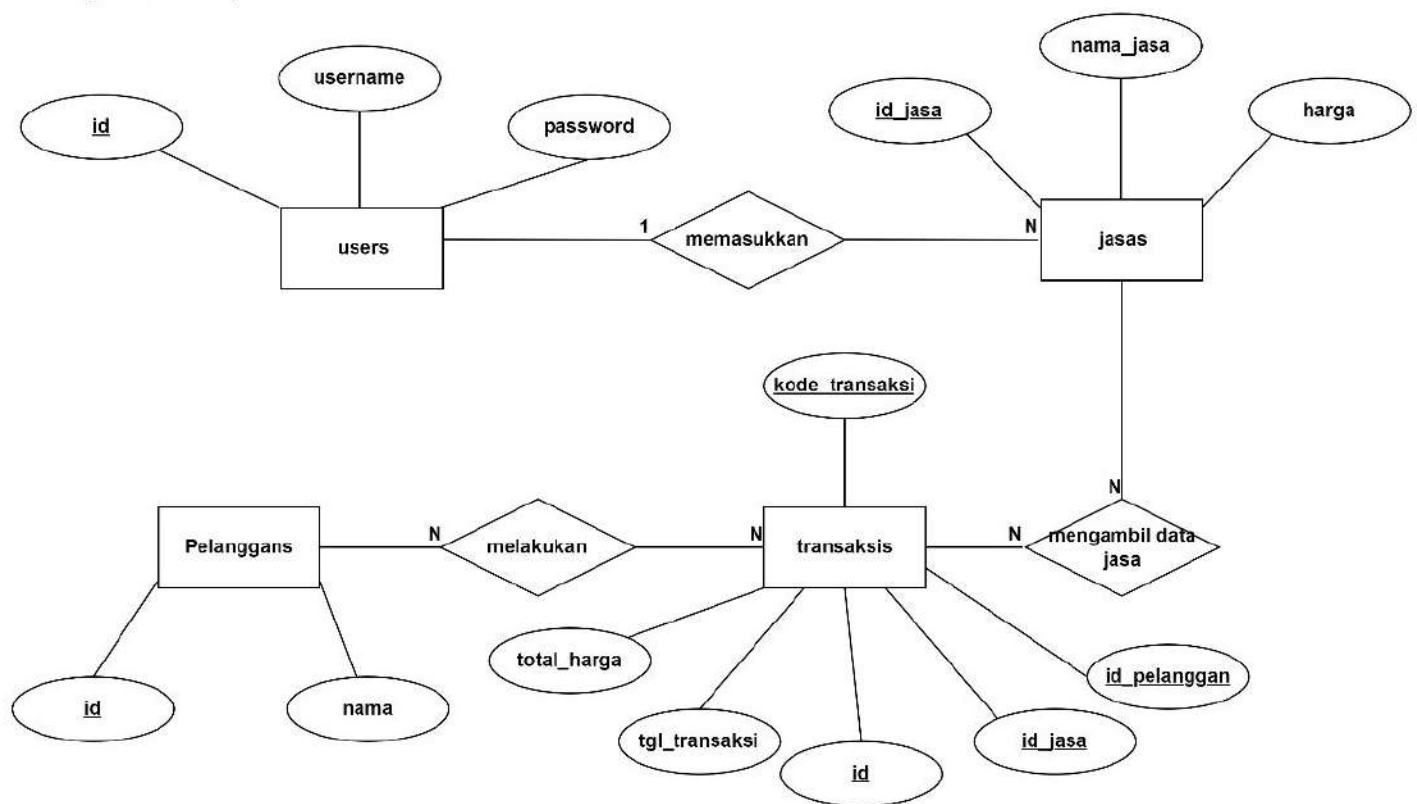 username
nama_jasa
id
password
id_jasa
harga
users
1
memasukkan
N
jasas
kode_transaksi
N
Pelanggans
N
melakukan
N
transaksis
N
mengambil data
jasa
total_harga
id_pelanggan
id
nama
tgl_transaksi
id
id_jasa